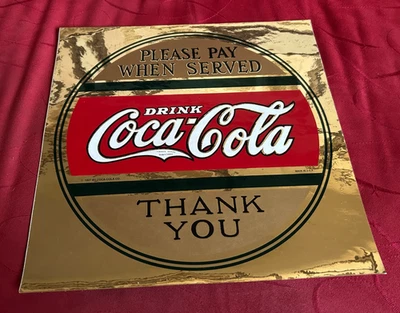 PLEASE PAY
WHEN SERVED
DRINK
Coca-Cola
THANK
YOU